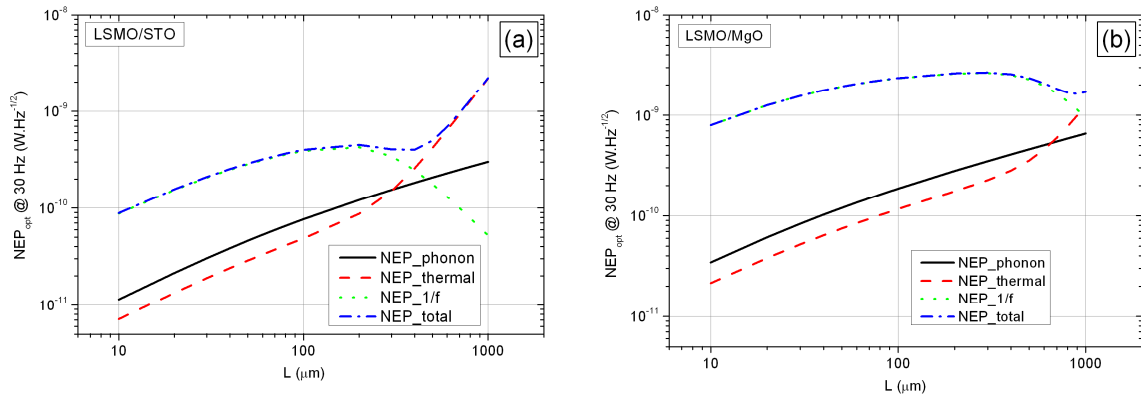 LSMO/STO
(a)
NEP_opt @ 30 Hz (W.Hz^-1/2)
10^-8
10^-9
10^-10
10^-11
NEP_phonon
NEP_thermal
NEP_1/f
NEP_total
10
100
1000
L (μm)
LSMO/MgO
(b)
NEP_opt @ 30 Hz (W.Hz^-1/2)
10^-8
10^-9
10^-10
10^-11
NEP_phonon
NEP_thermal
NEP_1/f
NEP_total
10
100
1000
L (μm)